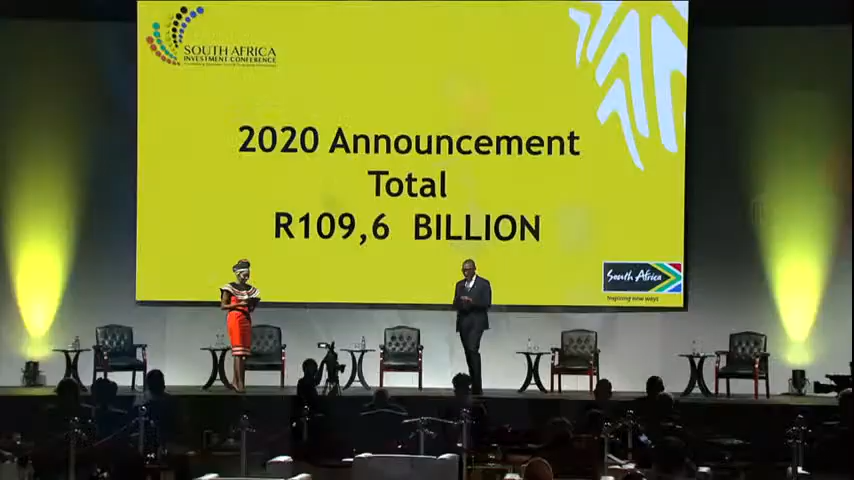 SOUTH AFRICA
INVESTMENT CONFERENCE
2020 Announcement
Total
R109,6 BILLION
South Africa
Inspiring new ways